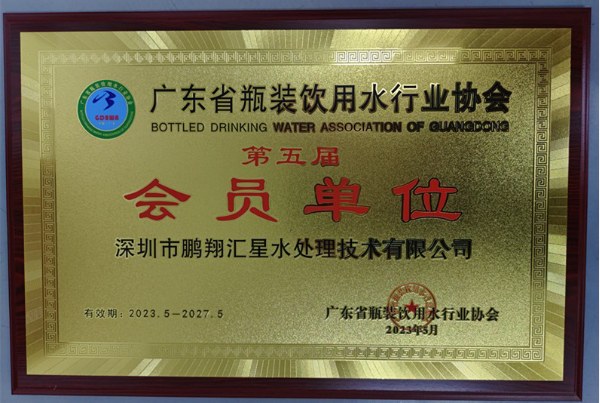 广东省瓶装饮用水行业协会
BOTTLED DRINKING WATER ASSOCIATION OF GUANGDONG
第五届
会员单位
深圳市鹏翔汇星水处理技术有限公司
有效期：2023.5-2027.5
广东省瓶装饮用水行业协会
2023年5月